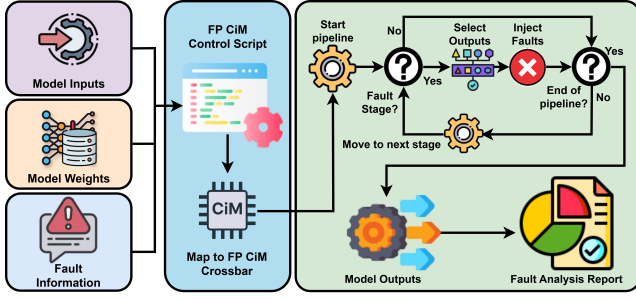 Model Inputs
Model Weights
Fault
Information
FP CiM
Control Script
CiM
Map to FP CiM
Crossbar
Start
pipeline
No
Fault
Stage?
Yes
Select
Outputs
Inject
Faults
Yes
End of
pipeline?
No
Move to next stage
Model Outputs
Fault Analysis Report